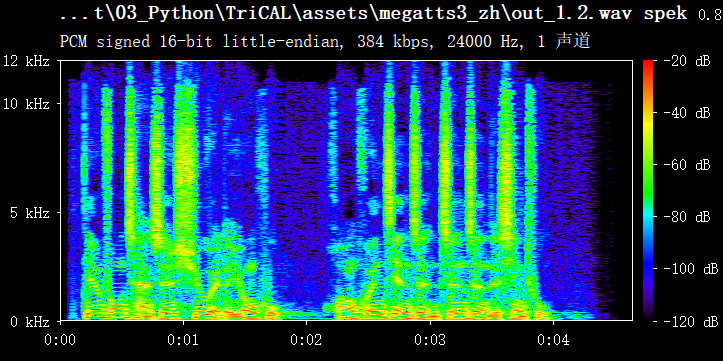 ...t\03_Python\TriCAL\assets\megatts3_zh\out_1.2.wav spek 0.8
PCM signed 16-bit little-endian, 384 kbps, 24000 Hz, 1 声道
12 kHz
10 kHz
5 kHz
0 kHz
0:00 0:01 0:02 0:03 0:04
-20 dB
-40 dB
-60 dB
-80 dB
-100 dB
-120 dB